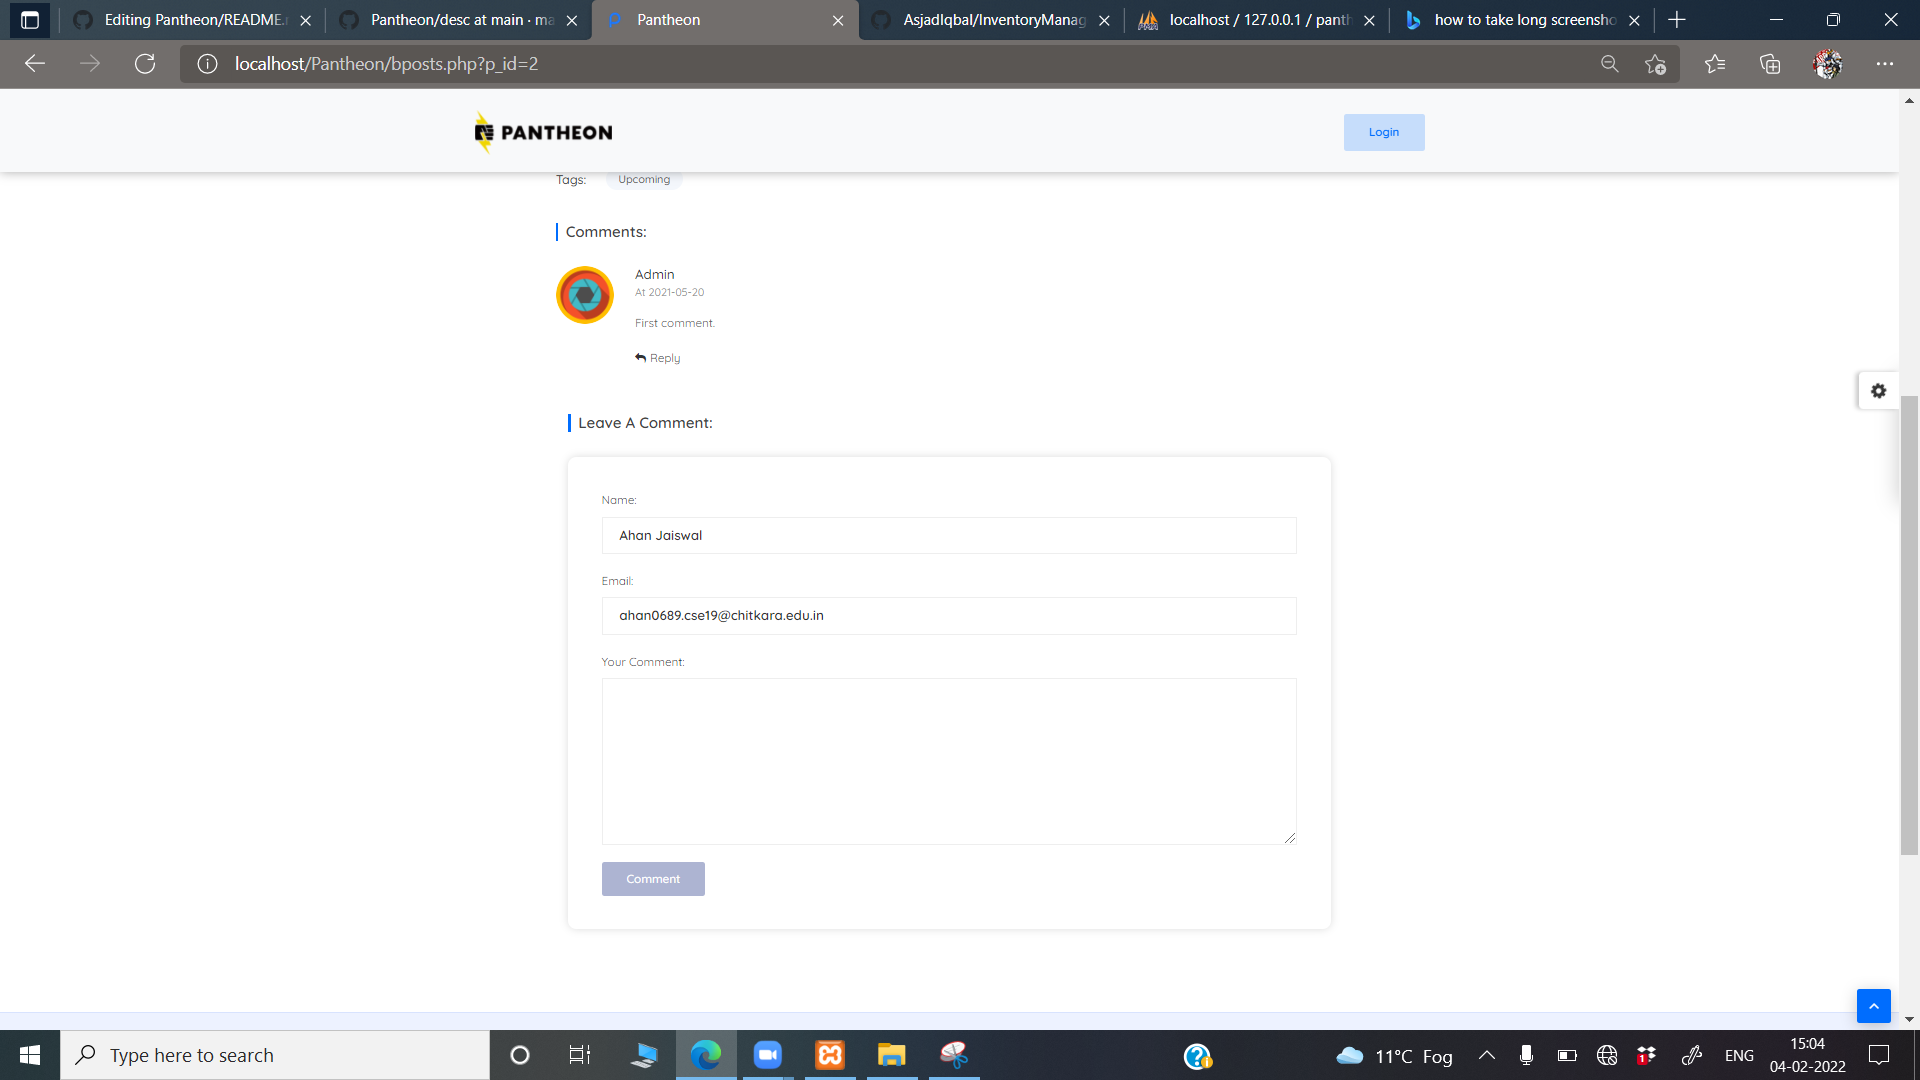 Editing Pantheon/README.
Pantheon/desc at main · ma
Pantheon
AsjadIqbal/InventoryManag
localhost / 127.0.0.1 / panth
how to take long screensho
localhost/Pantheon/bposts.php?p_id=2
PANTHEON
Login
Tags: Upcoming
Comments:
Admin
At 2021-05-20
First comment.
Reply
Leave A Comment:
Name:
Ahan Jaiswal
Email:
ahan0689.cse19@chitkara.edu.in
Your Comment:
Comment
Type here to search
11°C Fog
1
ENG
15:04
04-02-2022